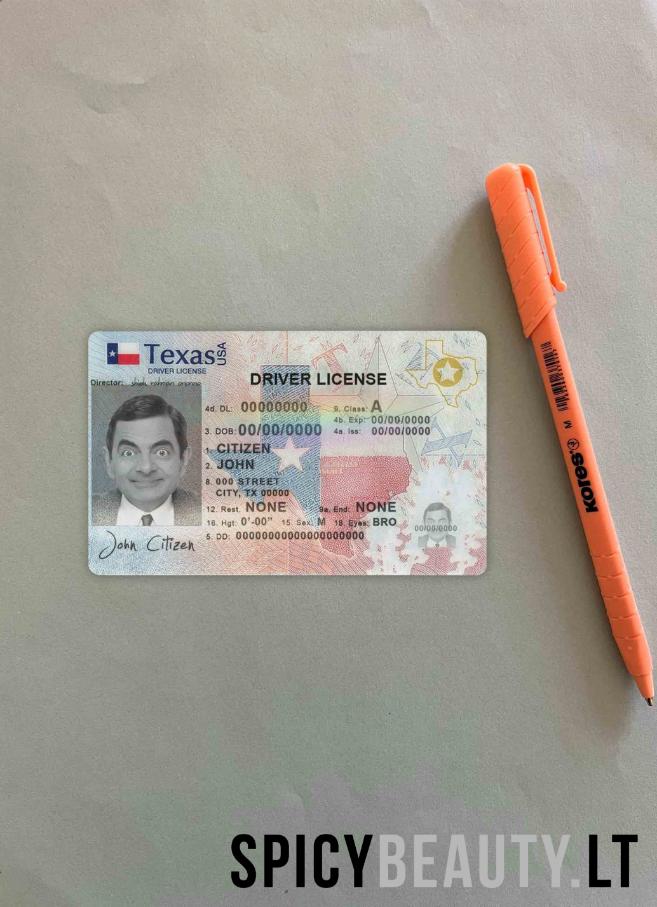 Texas USA
DRIVER LICENSE
Director:
DRIVER LICENSE
4d. DL: 00000000 9. Class: A
4b. Exp: 00/00/0000
3. DOB: 00/00/0000 4a. Iss: 00/00/0000
1. CITIZEN
2. JOHN
8. 000 STREET
CITY, TX 00000
12. Rest. NONE 9a. End: NONE
16. Hgt: 0'-00" 15. Sex: M 18. Eyes: BRO
5. DD: 00000000000000000000
00/00/0000
John Citizen
kores M
SPICYBEAUTY.LT